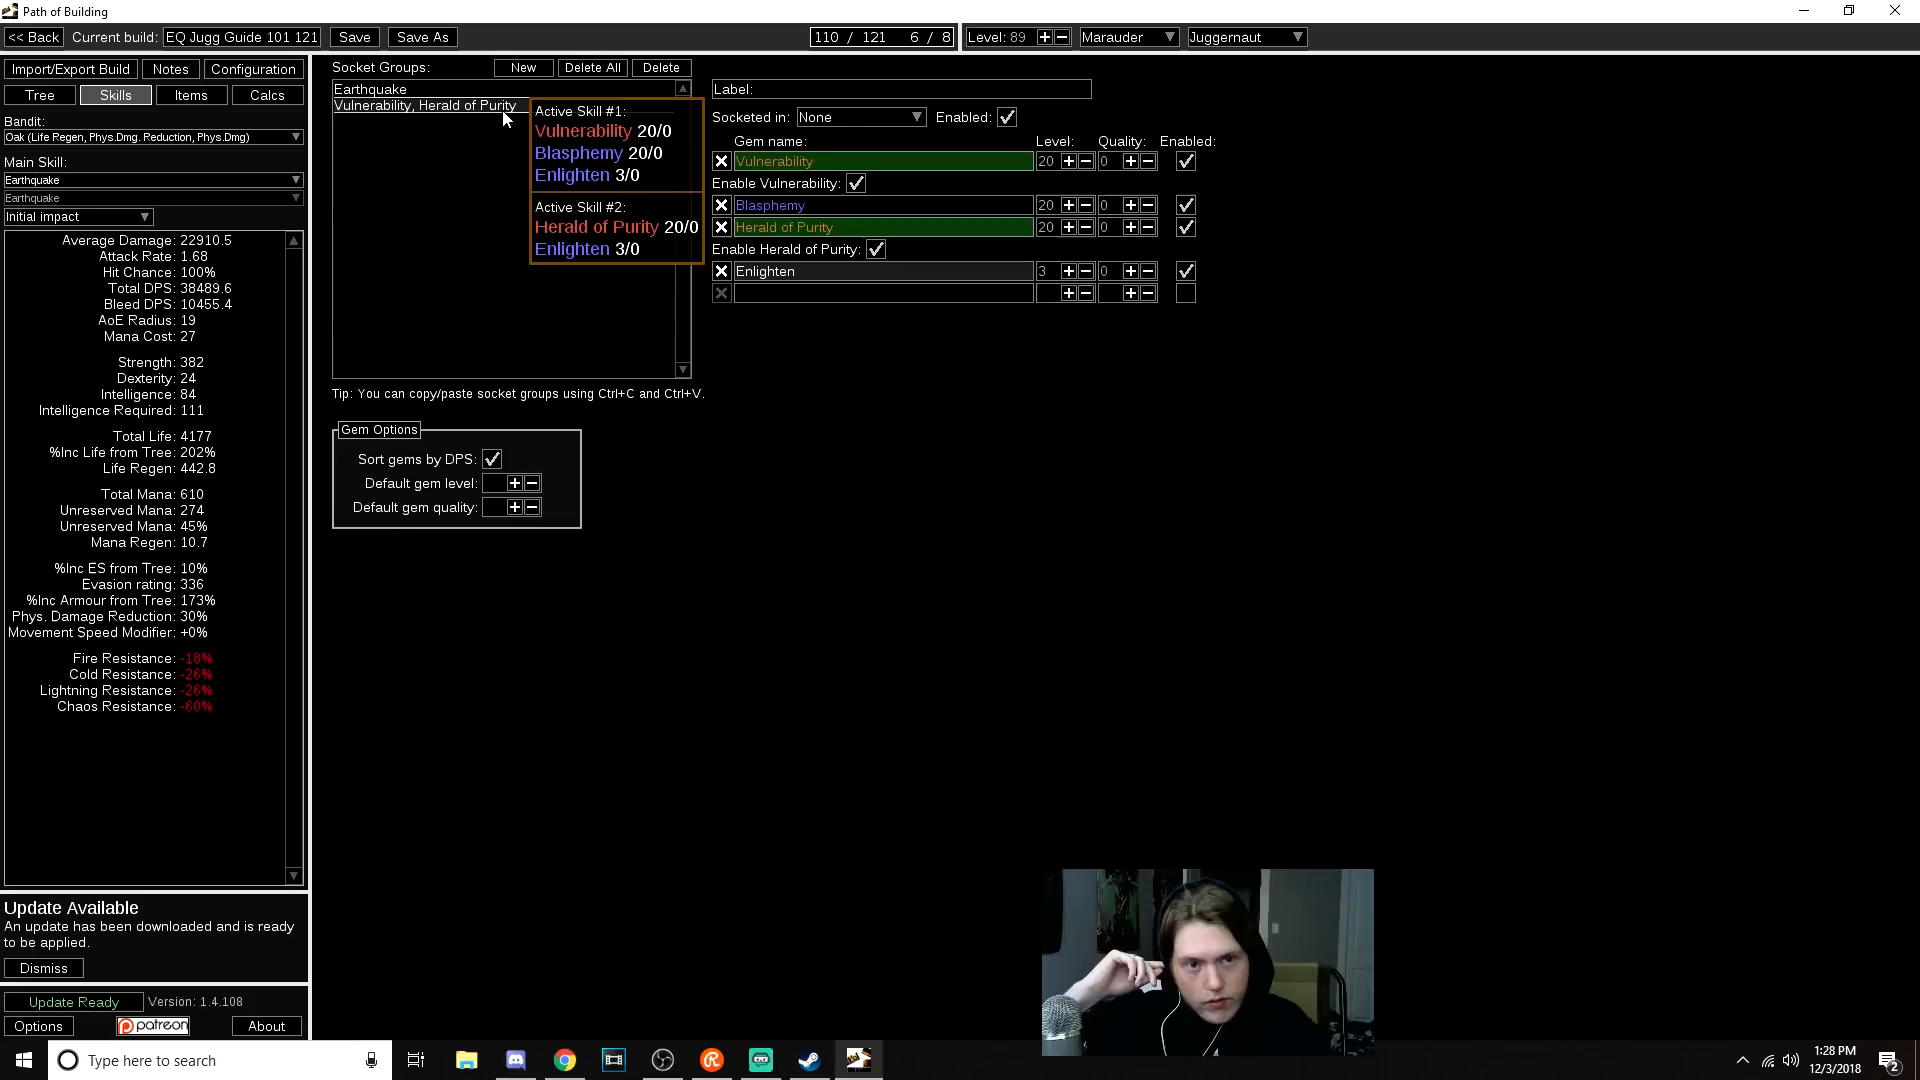 Path of Building
<< Back
Current build:
EQ Jugg Guide 101 121
Save
Save As
110 / 121 6 / 8
Level: 89
Marauder
Juggernaut
Import/Export Build
Notes
Configuration
Tree
Skills
Items
Calcs
Bandit:
Oak (Life Regen, Phys.Dmg. Reduction, Phys.Dmg)
Main Skill:
Earthquake
Earthquake
Initial impact
Average Damage: 22910.5
Attack Rate: 1.68
Hit Chance: 100%
Total DPS: 38489.6
Bleed DPS: 10455.4
AoE Radius: 19
Mana Cost: 27
Strength: 382
Dexterity: 24
Intelligence: 84
Intelligence Required: 111
Total Life: 4177
%Inc Life from Tree: 202%
Life Regen: 442.8
Total Mana: 610
Unreserved Mana: 274
Unreserved Mana: 45%
Mana Regen: 10.7
%Inc ES from Tree: 10%
Evasion rating: 336
%Inc Armour from Tree: 173%
Phys. Damage Reduction: 30%
Movement Speed Modifier: +0%
Fire Resistance: -18%
Cold Resistance: -26%
Lightning Resistance: -26%
Chaos Resistance: -60%
Update Available
An update has been downloaded and is ready
to be applied.
Dismiss
Update Ready
Version: 1.4.108
Options
patreon
About
Socket Groups:
New
Delete All
Delete
Earthquake
Vulnerability, Herald of Purity
Active Skill #1:
Vulnerability 20/0
Blasphemy 20/0
Enlighten 3/0
Active Skill #2:
Herald of Purity 20/0
Enlighten 3/0
Tip: You can copy/paste socket groups using Ctrl+C and Ctrl+V.
Gem Options
Sort gems by DPS:
Default gem level:
Default gem quality:
Label:
Socketed in: None
Enabled:
Gem name:
Level:
Quality:
Enabled:
Vulnerability 20 0
Enable Vulnerability:
Blasphemy 20 0
Herald of Purity 20 0
Enable Herald of Purity:
Enlighten 3 0
Type here to search
1:28 PM
12/3/2018
2